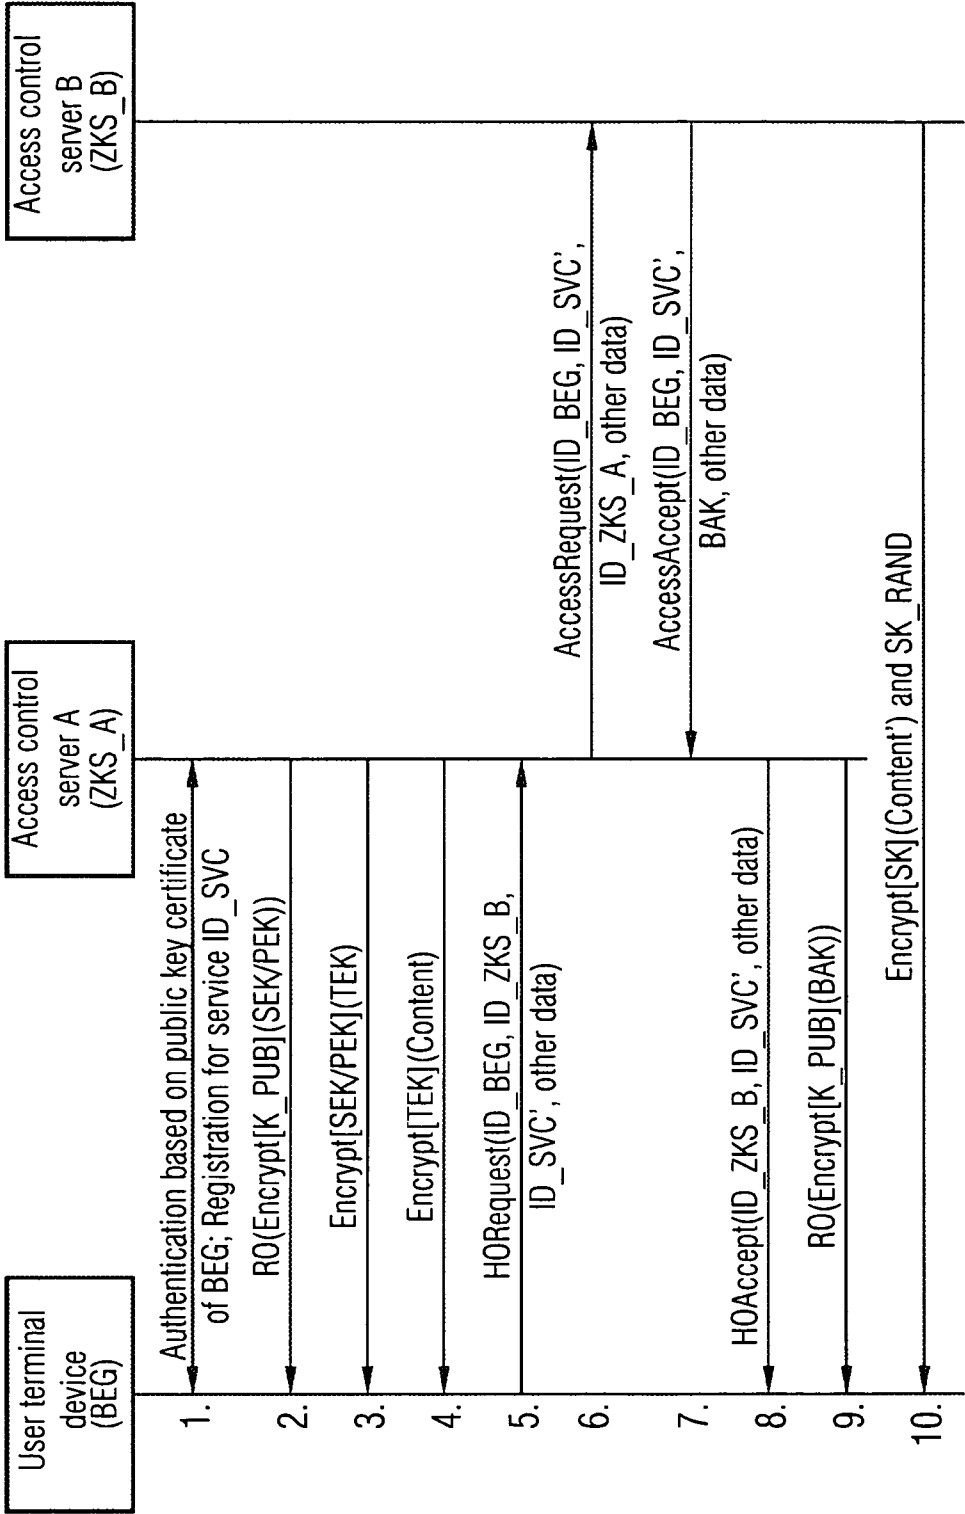 User terminal
device
(BEG)
Access control
server A
(ZKS_A)
Access control
server B
(ZKS_B)
1.
Authentication based on public key certificate
of BEG; Registration for service ID_SVC
2.
RO(Encrypt[K_PUB](SEK/PEK))
3.
Encrypt[SEK/PEK](TEK)
4.
Encrypt[TEK](Content)
5.
HORequest(ID_BEG, ID_ZKS_B,
ID_SVC', other data)
6.
AccessRequest(ID_BEG, ID_SVC',
ID_ZKS_A, other data)
7.
AccessAccept(ID_BEG, ID_SVC',
BAK, other data)
8.
HOAccept(ID_ZKS_B, ID_SVC', other data)
9.
RO(Encrypt[K_PUB](BAK))
10.
Encrypt[SK](Content') and SK_RAND